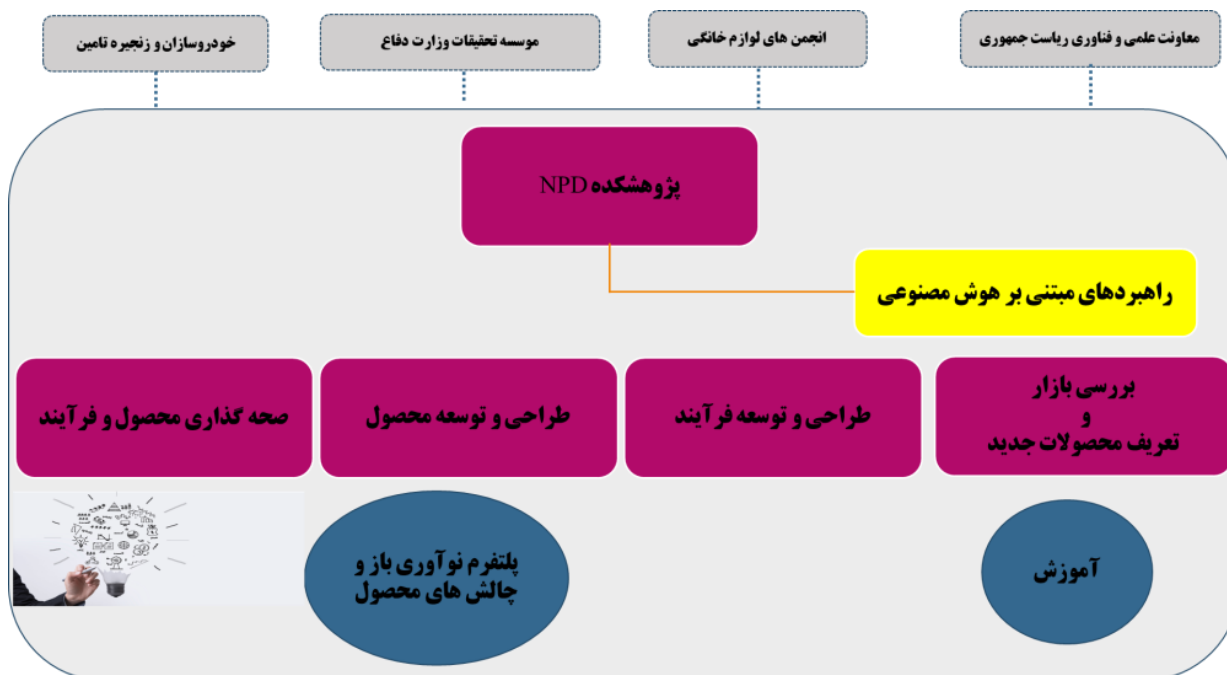 معاونت علمی و فناوری ریاست جمهوری
انجمن های لوازم خانگی
موسسه تحقیقات وزارت دفاع
خودروسازان و زنجیره تامین
پژوهشکده NPD
راهبردهای مبتنی بر هوش مصنوعی
بررسی بازار
و
تعریف محصولات جدید
طراحی و توسعه فرآیند
طراحی و توسعه محصول
صحه گذاری محصول و فرآیند
آموزش
پلتفرم نوآوری باز و
چالش های محصول